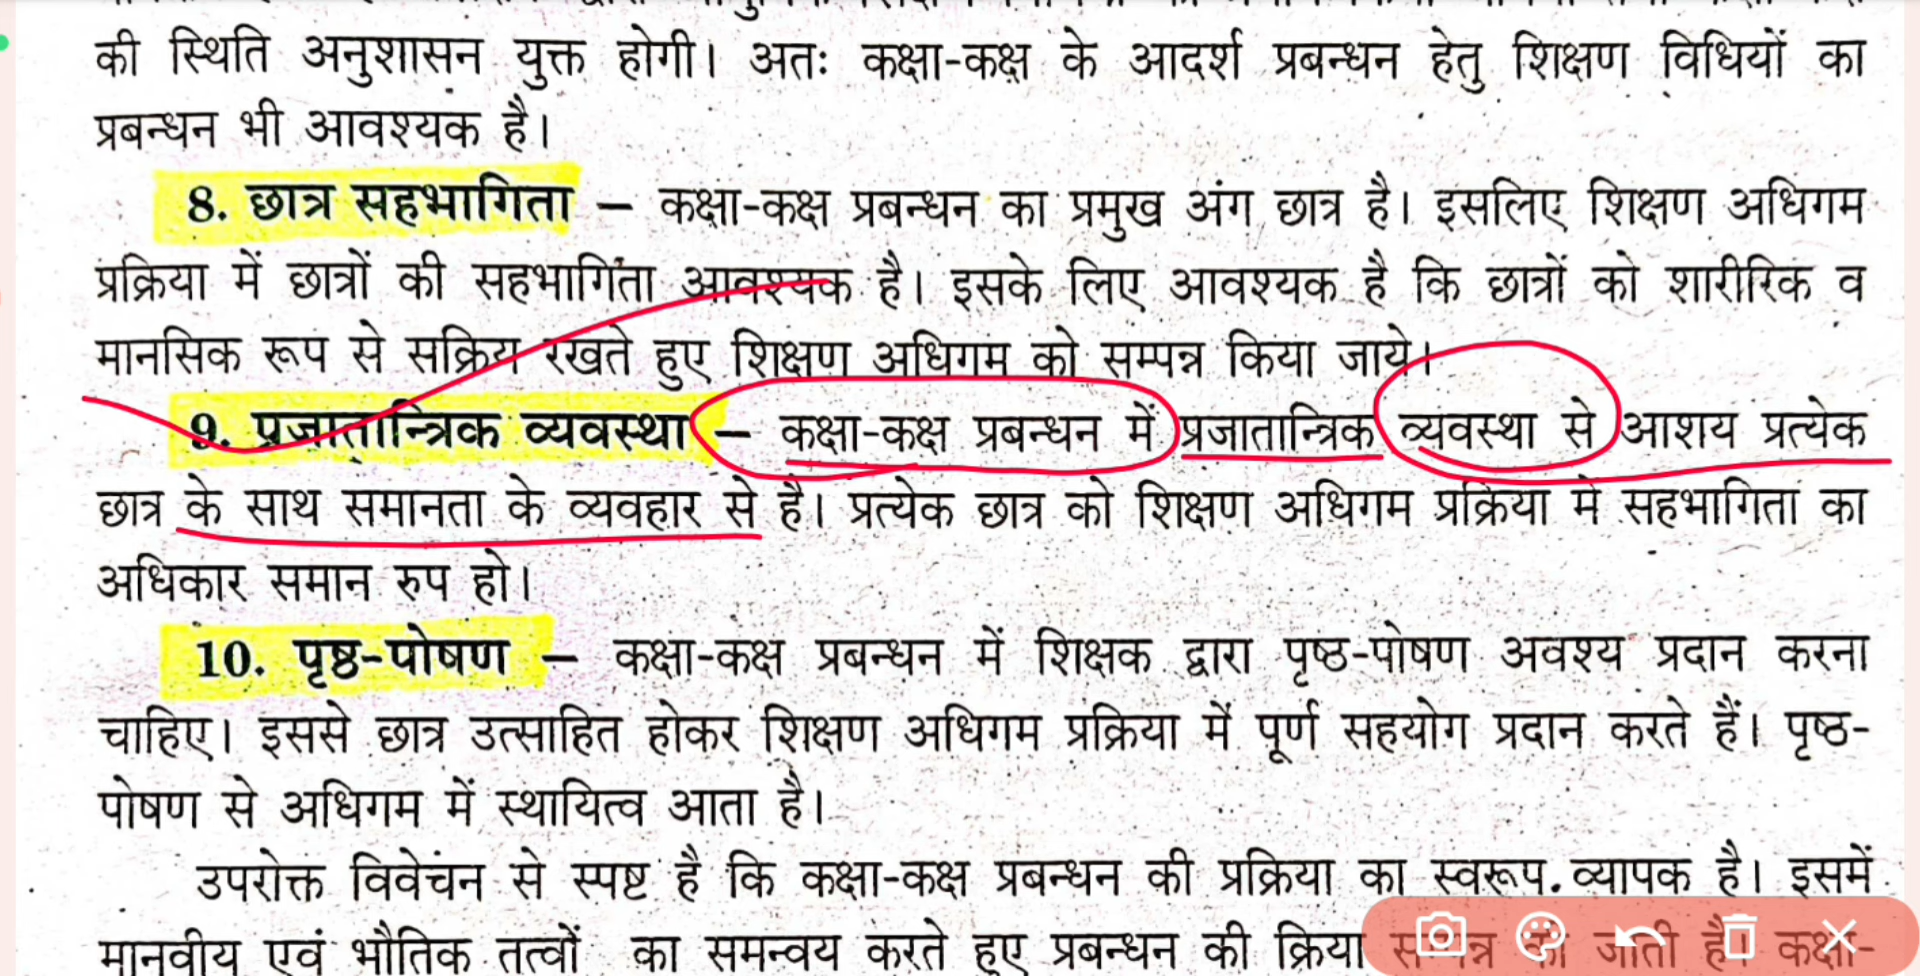 की स्थिति अनुशासन युक्त होगी। अतः कक्षा-कक्ष के आदर्श प्रबन्धन हेतु शिक्षण विधियों का
प्रबन्धन भी आवश्यक है।
8. छात्र सहभागिता – कक्षा-कक्ष प्रबन्धन का प्रमुख अंग छात्र है। इसलिए शिक्षण अधिगम
प्रक्रिया में छात्रों की सहभागिता आवश्यक है। इसके लिए आवश्यक है कि छात्रों को शारीरिक व
मानसिक रूप से सक्रिय रखते हुए शिक्षण अधिगम को सम्पन्न किया जाये।
9. प्रजातान्त्रिक व्यवस्था – कक्षा-कक्ष प्रबन्धन में प्रजातान्त्रिक व्यवस्था से आशय प्रत्येक
छात्र के साथ समानता के व्यवहार से है। प्रत्येक छात्र को शिक्षण अधिगम प्रक्रिया में सहभागिता का
अधिकार समान रुप हो।
10. पृष्ठ-पोषण – कक्षा-कक्ष प्रबन्धन में शिक्षक द्वारा पृष्ठ-पोषण अवश्य प्रदान करना
चाहिए। इससे छात्र उत्साहित होकर शिक्षण अधिगम प्रक्रिया में पूर्ण सहयोग प्रदान करते हैं। पृष्ठ-
पोषण से अधिगम में स्थायित्व आता है।
उपरोक्त विवेचंन से स्पष्ट है कि कक्षा-कक्ष प्रबन्धन की प्रक्रिया का स्वरूप व्यापक है। इसमें
मानवीय एवं भौतिक तत्वों का समन्वय करते हुए प्रबन्धन की क्रिया सम्पन्न की जाती है। कक्षा-